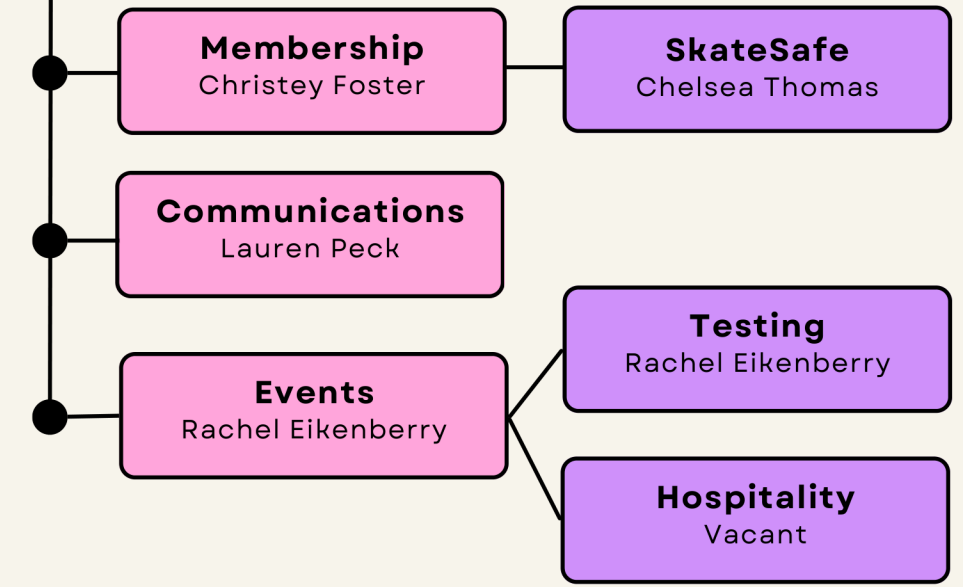 Membership
Christey Foster
SkateSafe
Chelsea Thomas
Communications
Lauren Peck
Events
Rachel Eikenberry
Testing
Rachel Eikenberry
Hospitality
Vacant